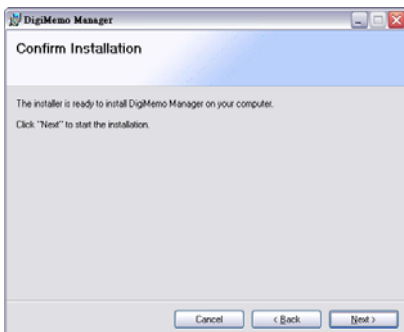 DigiMemo Manager
Confirm Installation
The installer is ready to install DigiMemo Manager on your computer.
Click "Next" to start the installation.
Cancel < Back Next >